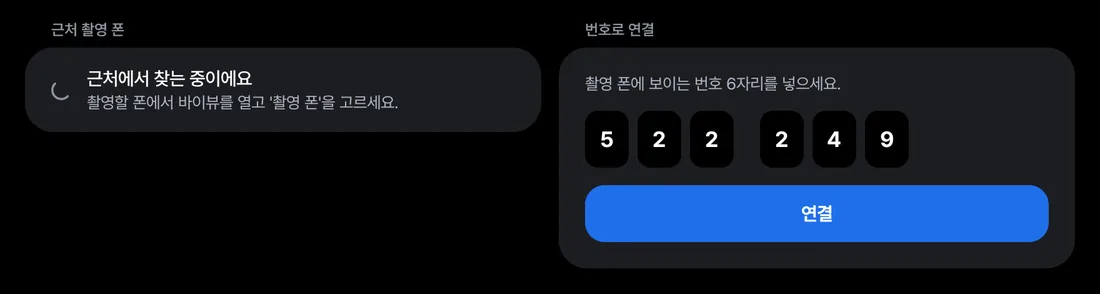 근처 촬영 폰
근처에서 찾는 중이에요
촬영할 폰에서 바이뷰를 열고 '촬영 폰'을 고르세요.
번호로 연결
촬영 폰에 보이는 번호 6자리를 넣으세요.
5 2 2 2 4 9
연결